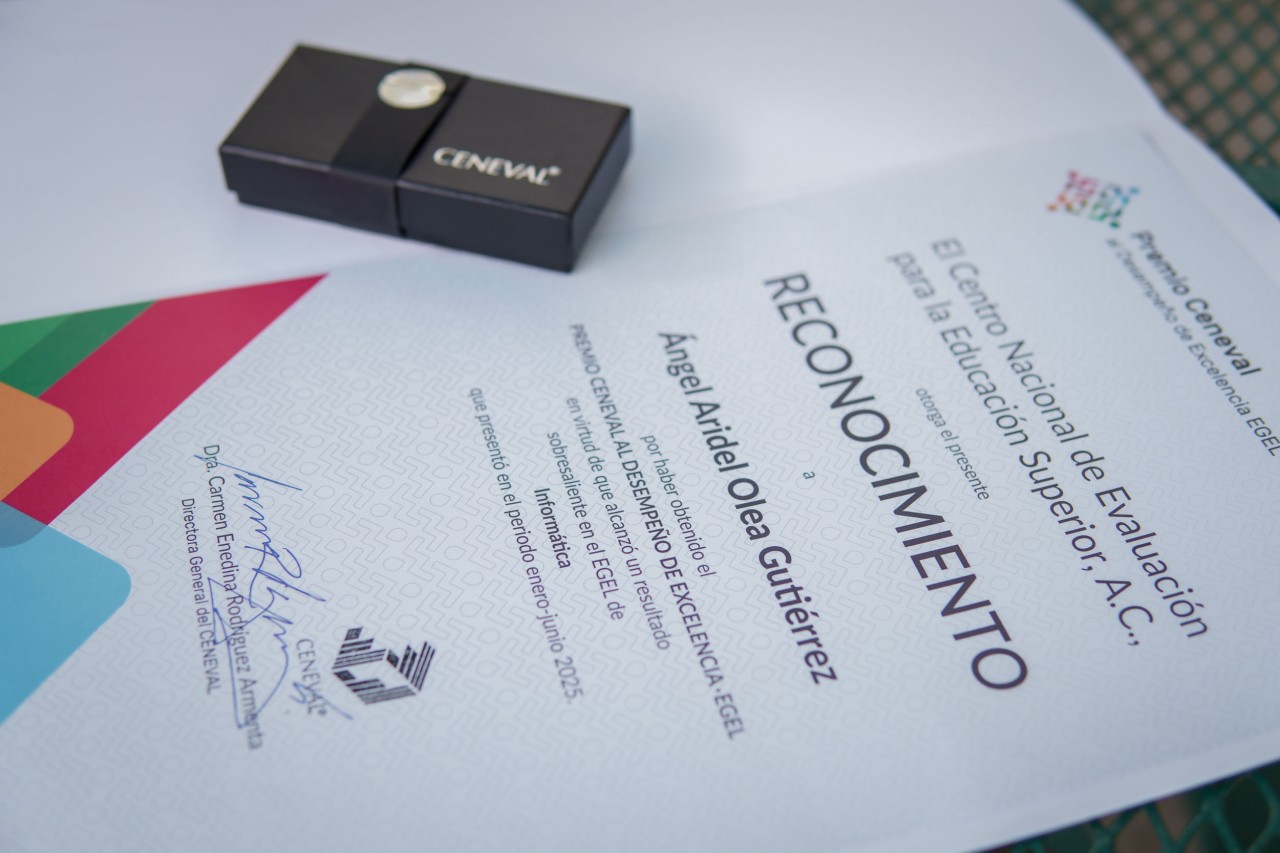 CENEVAL®
Premio Ceneval
al Desempeño de Excelencia EGEL
El Centro Nacional de Evaluación
para la Educación Superior, A.C.,
otorga el presente
RECONOCIMIENTO
a
Ángel Aridel Olea Gutiérrez
por haber obtenido el
PREMIO CENEVAL AL DESEMPEÑO DE EXCELENCIA-EGEL
en virtud de que alcanzó un resultado
sobresaliente en el EGEL de
Informática
que presentó en el periodo enero-junio 2025.
CENEVAL®
Dra. Carmen Enedina Rodríguez Armenta
Directora General del CENEVAL